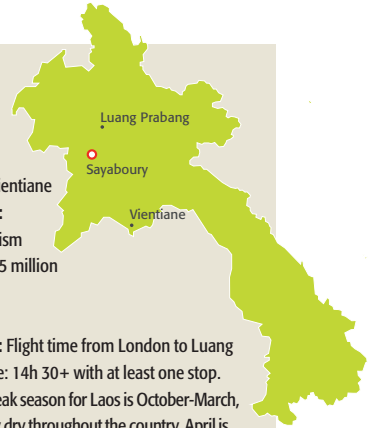 Luang Prabang
Sayaboury
Vientiane
:
ism
5 million
: Flight time from London to Luang
e: 14h 30+ with at least one stop.
eak season for Laos is October-March,
dry throughout the country. April is